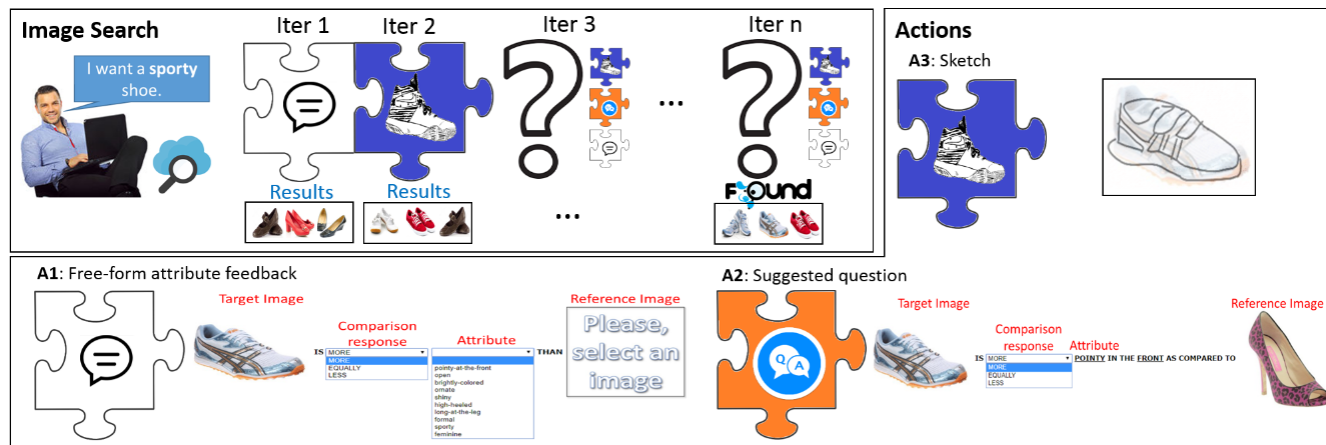 Image Search
I want a sporty
shoe.
Iter 1
Iter 2
Iter 3
Iter n
...
Results
Results
...
Found
Actions
A3: Sketch
A1: Free-form attribute feedback
Target Image
IS
Comparison
response
MORE
MORE
EQUALLY
LESS
Attribute
pointy-at-the-front
open
brightly-colored
ornate
shiny
high-heeled
long-at-the-leg
formal
sporty
feminine
THAN
Reference Image
Please,
select an
image
A2: Suggested question
Q A
Target Image
IS
Comparison
response
MORE
MORE
EQUALLY
LESS
Attribute
POINTY IN THE FRONT AS COMPARED TO
Reference Image